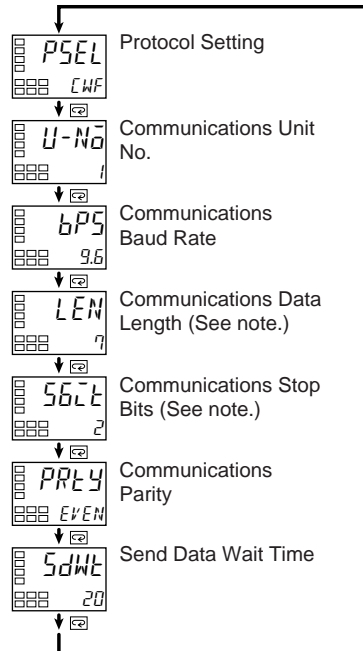 PSEL
CWF
Protocol Setting
U-No
1
Communications Unit
No.
bPS
9.6
Communications
Baud Rate
LEN
7
Communications Data
Length (See note.)
SbIt
2
Communications Stop
Bits (See note.)
PRtY
EVEN
Communications
Parity
SdWt
20
Send Data Wait Time